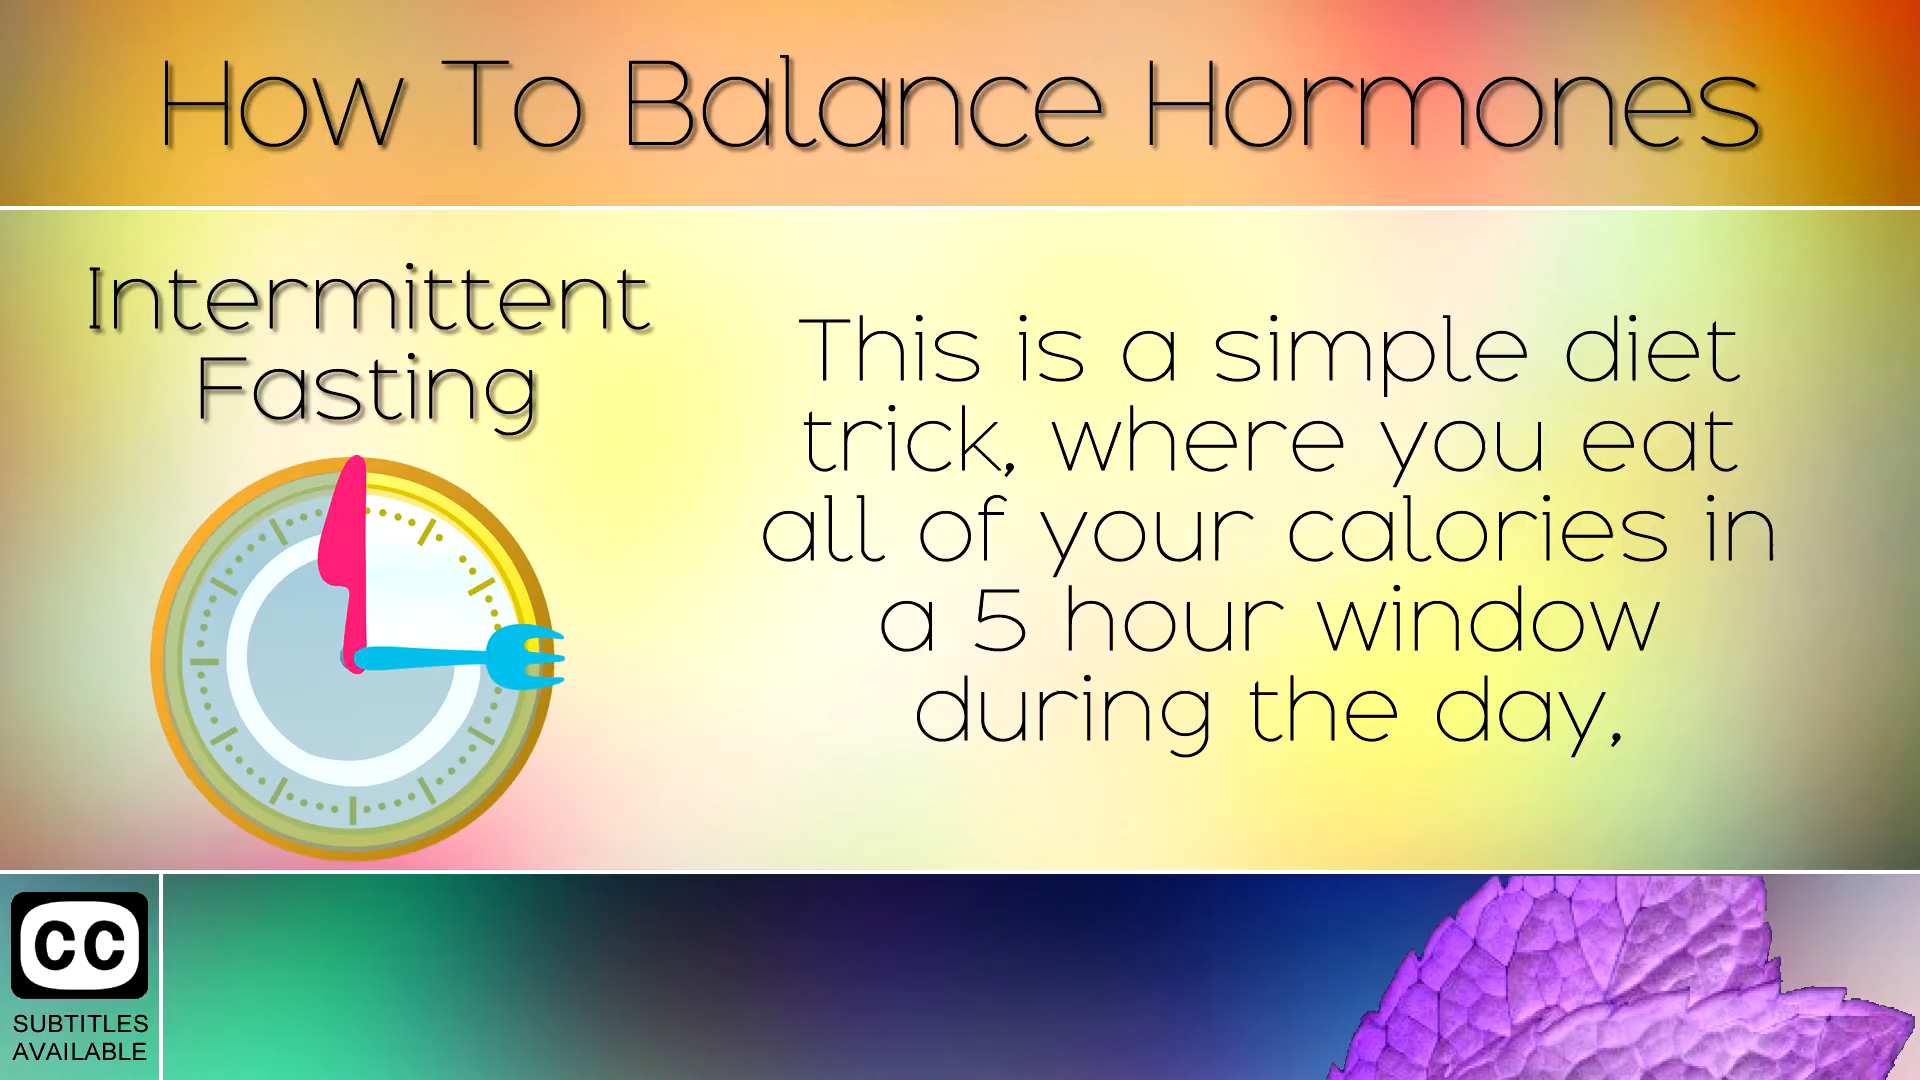 How To Balance Hormones
Intermittent
Fasting
This is a simple diet
trick, where you eat
all of your calories in
a 5 hour window
during the day,
CC
SUBTITLES
AVAILABLE